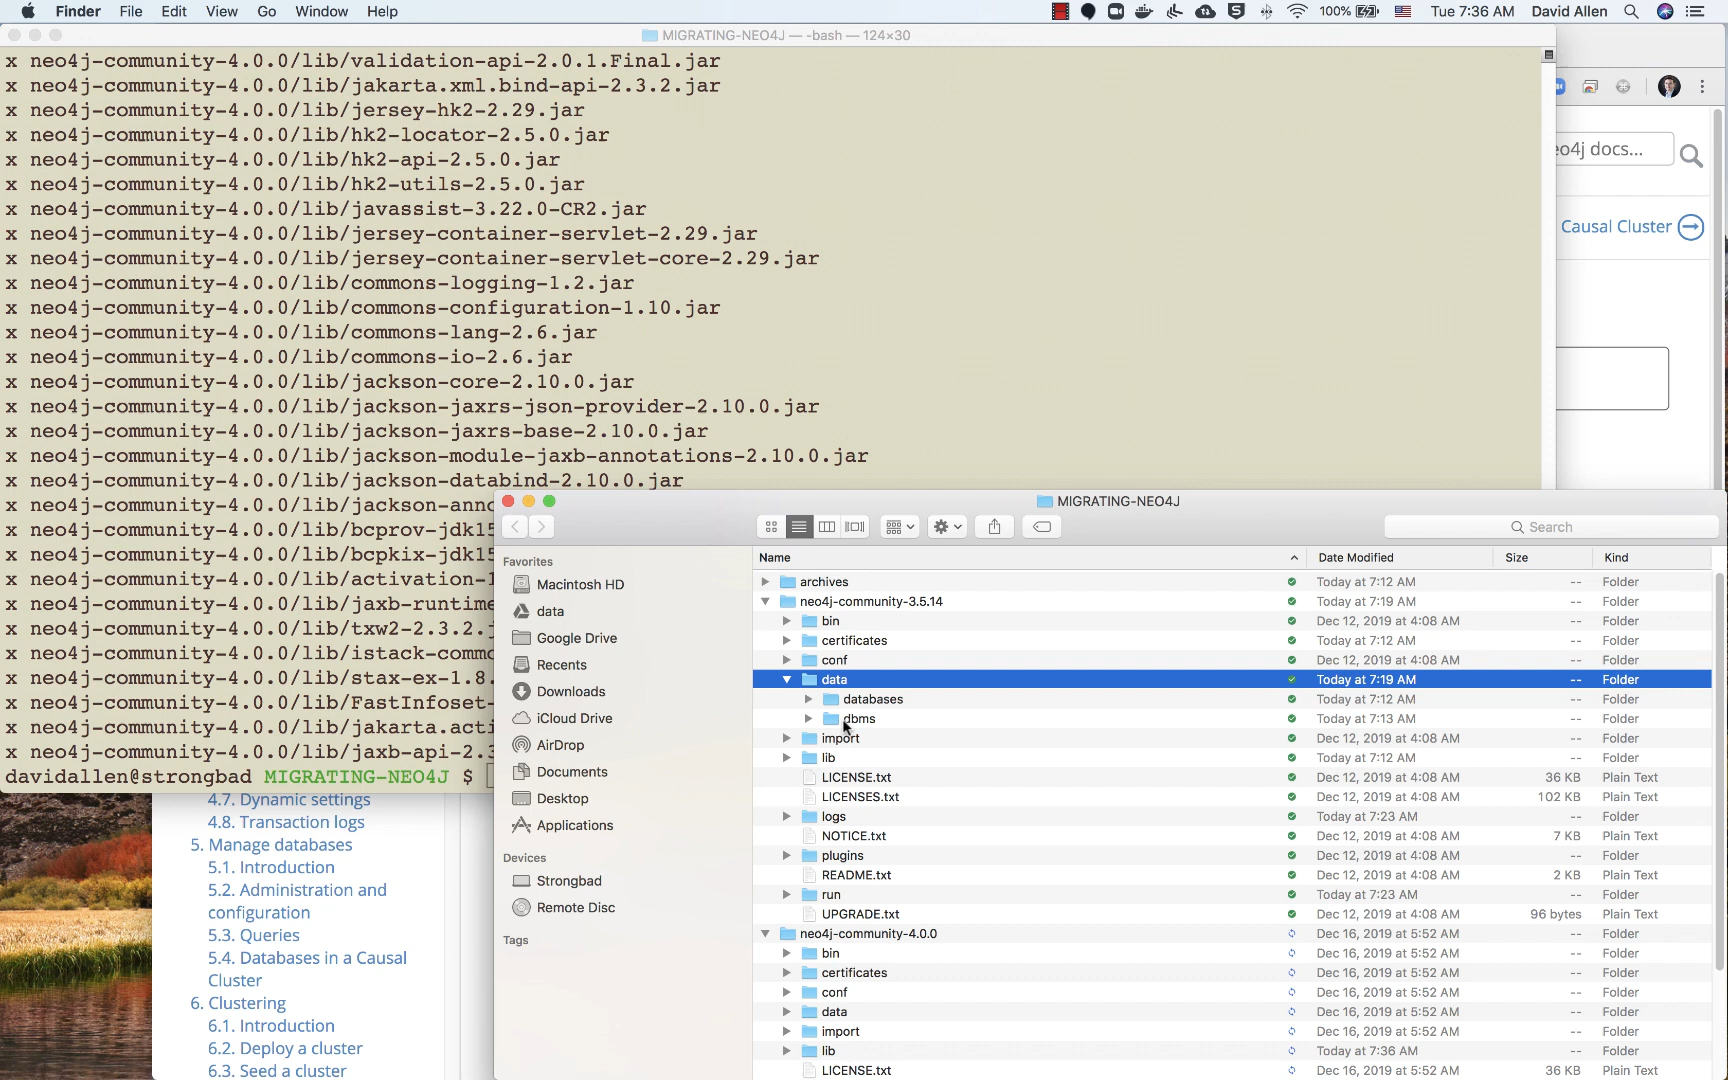 Finder File Edit View Go Window Help 100% Tue 7:36 AM David Allen
MIGRATING-NEO4J — -bash — 124×30
x neo4j-community-4.0.0/lib/validation-api-2.0.1.Final.jar
x neo4j-community-4.0.0/lib/jakarta.xml.bind-api-2.3.2.jar
x neo4j-community-4.0.0/lib/jersey-hk2-2.29.jar
x neo4j-community-4.0.0/lib/hk2-locator-2.5.0.jar
x neo4j-community-4.0.0/lib/hk2-api-2.5.0.jar
x neo4j-community-4.0.0/lib/hk2-utils-2.5.0.jar
x neo4j-community-4.0.0/lib/javassist-3.22.0-CR2.jar
x neo4j-community-4.0.0/lib/jersey-container-servlet-2.29.jar
x neo4j-community-4.0.0/lib/jersey-container-servlet-core-2.29.jar
x neo4j-community-4.0.0/lib/commons-logging-1.2.jar
x neo4j-community-4.0.0/lib/commons-configuration-1.10.jar
x neo4j-community-4.0.0/lib/commons-lang-2.6.jar
x neo4j-community-4.0.0/lib/commons-io-2.6.jar
x neo4j-community-4.0.0/lib/jackson-core-2.10.0.jar
x neo4j-community-4.0.0/lib/jackson-jaxrs-json-provider-2.10.0.jar
x neo4j-community-4.0.0/lib/jackson-jaxrs-base-2.10.0.jar
x neo4j-community-4.0.0/lib/jackson-module-jaxb-annotations-2.10.0.jar
x neo4j-community-4.0.0/lib/jackson-databind-2.10.0.jar
x neo4j-community-4.0.0/lib/jackson-anno
x neo4j-community-4.0.0/lib/bcprov-jdk15
x neo4j-community-4.0.0/lib/bcpkix-jdk15
x neo4j-community-4.0.0/lib/activation-1
x neo4j-community-4.0.0/lib/jaxb-runtime
x neo4j-community-4.0.0/lib/txw2-2.3.2.j
x neo4j-community-4.0.0/lib/istack-commo
x neo4j-community-4.0.0/lib/stax-ex-1.8.
x neo4j-community-4.0.0/lib/FastInfoset-
x neo4j-community-4.0.0/lib/jakarta.acti
x neo4j-community-4.0.0/lib/jaxb-api-2.3
davidallen@strongbad MIGRATING-NEO4J $
eo4j docs...
Causal Cluster
4.7. Dynamic settings
4.8. Transaction logs
5. Manage databases
5.1. Introduction
5.2. Administration and
configuration
5.3. Queries
5.4. Databases in a Causal
Cluster
6. Clustering
6.1. Introduction
6.2. Deploy a cluster
6.3. Seed a cluster
MIGRATING-NEO4J
Search
Favorites
Macintosh HD
data
Google Drive
Recents
Downloads
iCloud Drive
AirDrop
Documents
Desktop
Applications
Devices
Strongbad
Remote Disc
Tags
Name Date Modified Size Kind
archives Today at 7:12 AM -- Folder
neo4j-community-3.5.14 Today at 7:19 AM -- Folder
bin Dec 12, 2019 at 4:08 AM -- Folder
certificates Today at 7:12 AM -- Folder
conf Dec 12, 2019 at 4:08 AM -- Folder
data Today at 7:19 AM -- Folder
databases Today at 7:12 AM -- Folder
dbms Today at 7:13 AM -- Folder
import Dec 12, 2019 at 4:08 AM -- Folder
lib Today at 7:12 AM -- Folder
LICENSE.txt Dec 12, 2019 at 4:08 AM 36 KB Plain Text
LICENSES.txt Dec 12, 2019 at 4:08 AM 102 KB Plain Text
logs Today at 7:23 AM -- Folder
NOTICE.txt Dec 12, 2019 at 4:08 AM 7 KB Plain Text
plugins Dec 12, 2019 at 4:08 AM -- Folder
README.txt Dec 12, 2019 at 4:08 AM 2 KB Plain Text
run Today at 7:23 AM -- Folder
UPGRADE.txt Dec 12, 2019 at 4:08 AM 96 bytes Plain Text
neo4j-community-4.0.0 Dec 16, 2019 at 5:52 AM -- Folder
bin Dec 16, 2019 at 5:52 AM -- Folder
certificates Dec 16, 2019 at 5:52 AM -- Folder
conf Dec 16, 2019 at 5:52 AM -- Folder
data Dec 16, 2019 at 5:52 AM -- Folder
import Dec 16, 2019 at 5:52 AM -- Folder
lib Today at 7:36 AM -- Folder
LICENSE.txt Dec 16, 2019 at 5:52 AM 36 KB Plain Text